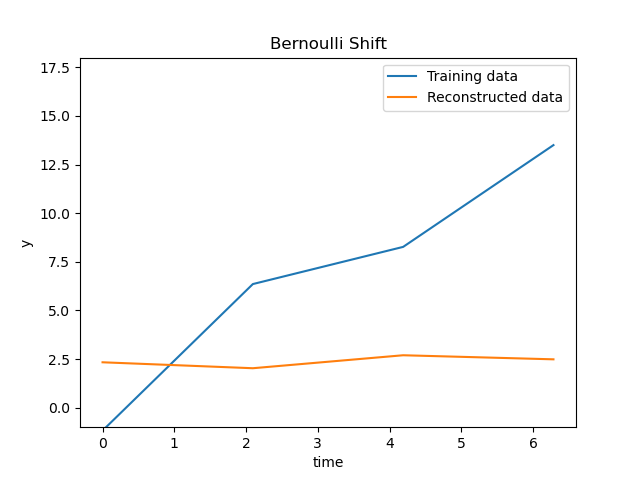 Bernoulli Shift
Training data
Reconstructed data
17.5
15.0
12.5
10.0
7.5
5.0
2.5
0.0
y
0 1 2 3 4 5 6
time